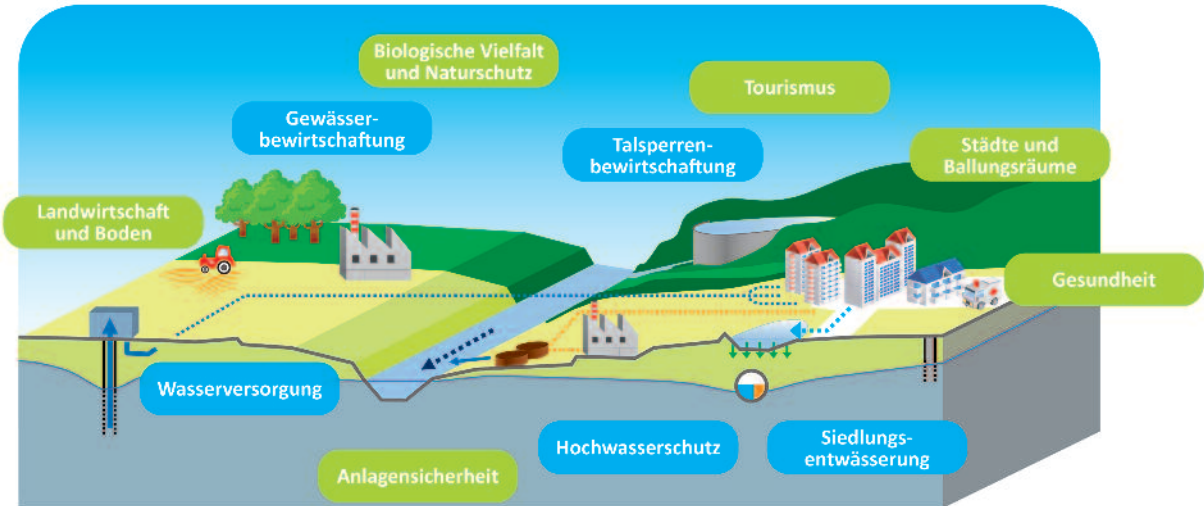 Biologische Vielfalt
und Naturschutz
Tourismus
Gewässer-
bewirtschaftung
Talsperren-
bewirtschaftung
Städte und
Ballungsräume
Landwirtschaft
und Boden
Gesundheit
Wasserversorgung
Hochwasserschutz
Siedlungs-
entwässerung
Anlagensicherheit